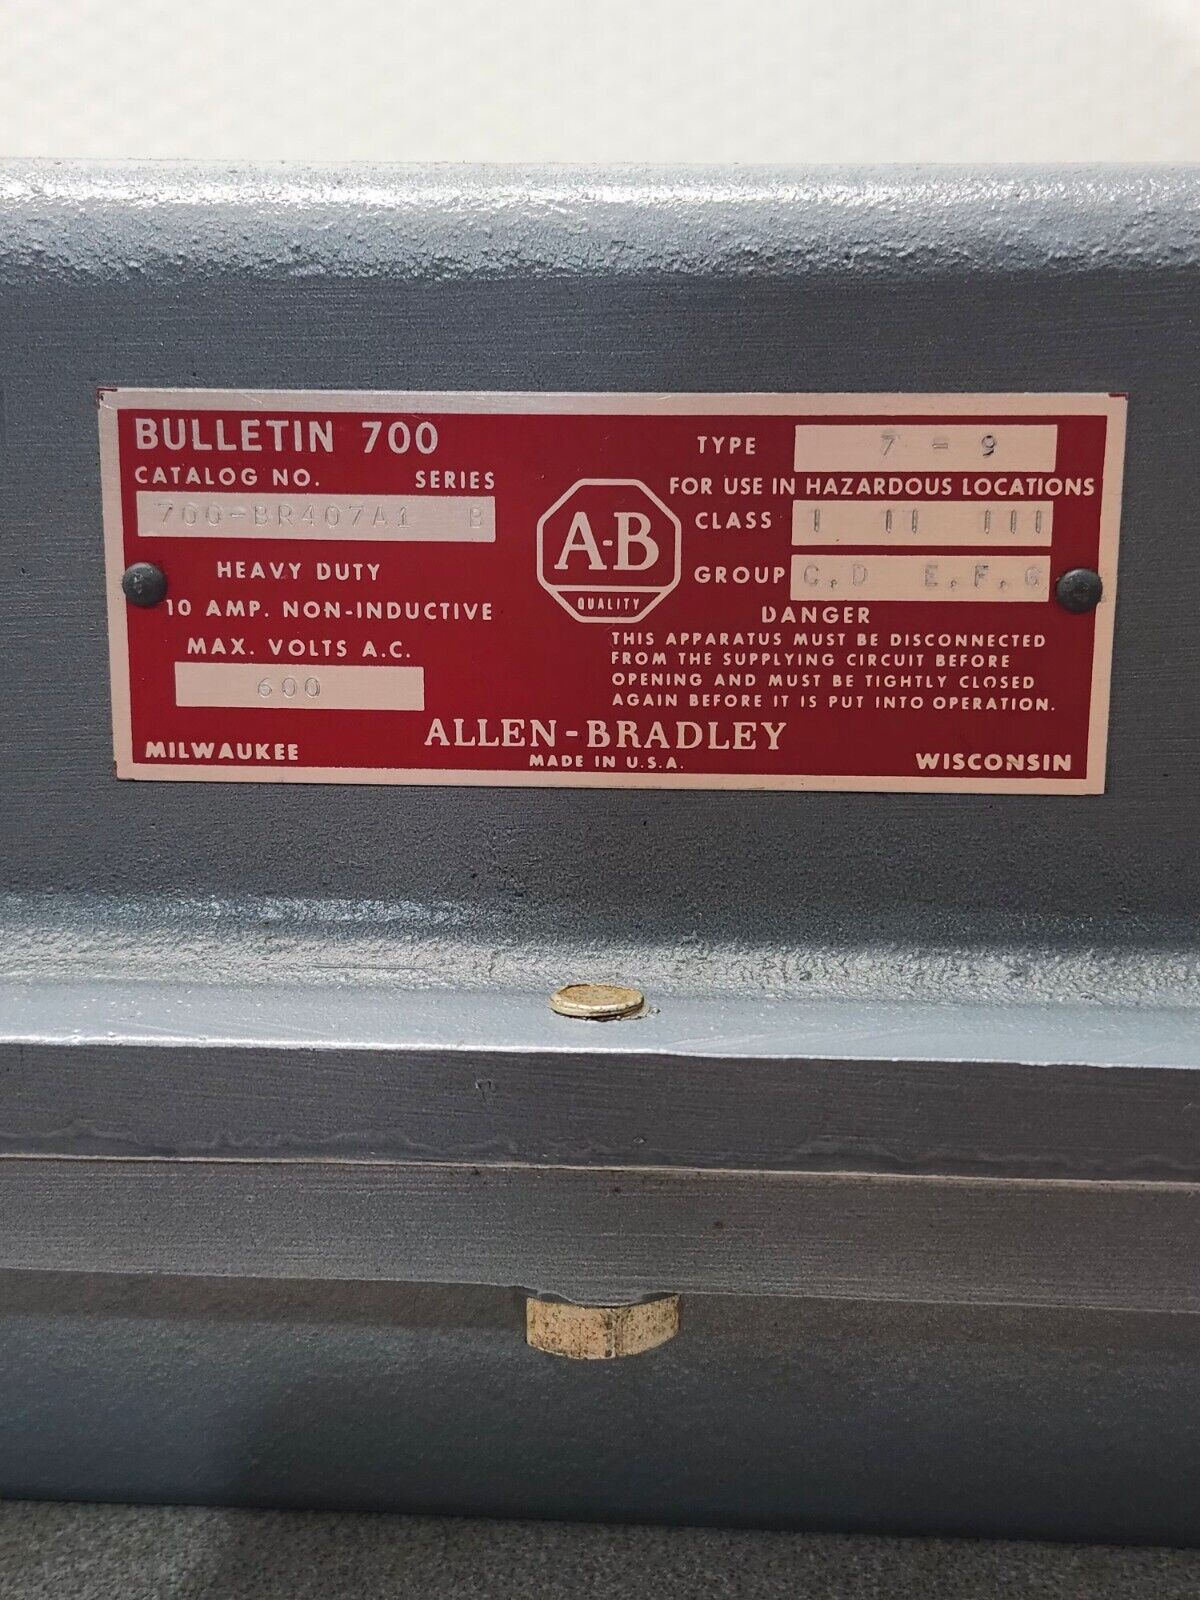 BULLETIN 700
CATALOG NO. SERIES
700-BR407A1 B
HEAVY DUTY
10 AMP. NON-INDUCTIVE
MAX. VOLTS A.C.
600
A-B
QUALITY
TYPE 7 - 9
FOR USE IN HAZARDOUS LOCATIONS
CLASS I II III
GROUP C, D E, F, G
DANGER
THIS APPARATUS MUST BE DISCONNECTED
FROM THE SUPPLYING CIRCUIT BEFORE
OPENING AND MUST BE TIGHTLY CLOSED
AGAIN BEFORE IT IS PUT INTO OPERATION.
ALLEN-BRADLEY
MILWAUKEE MADE IN U.S.A. WISCONSIN